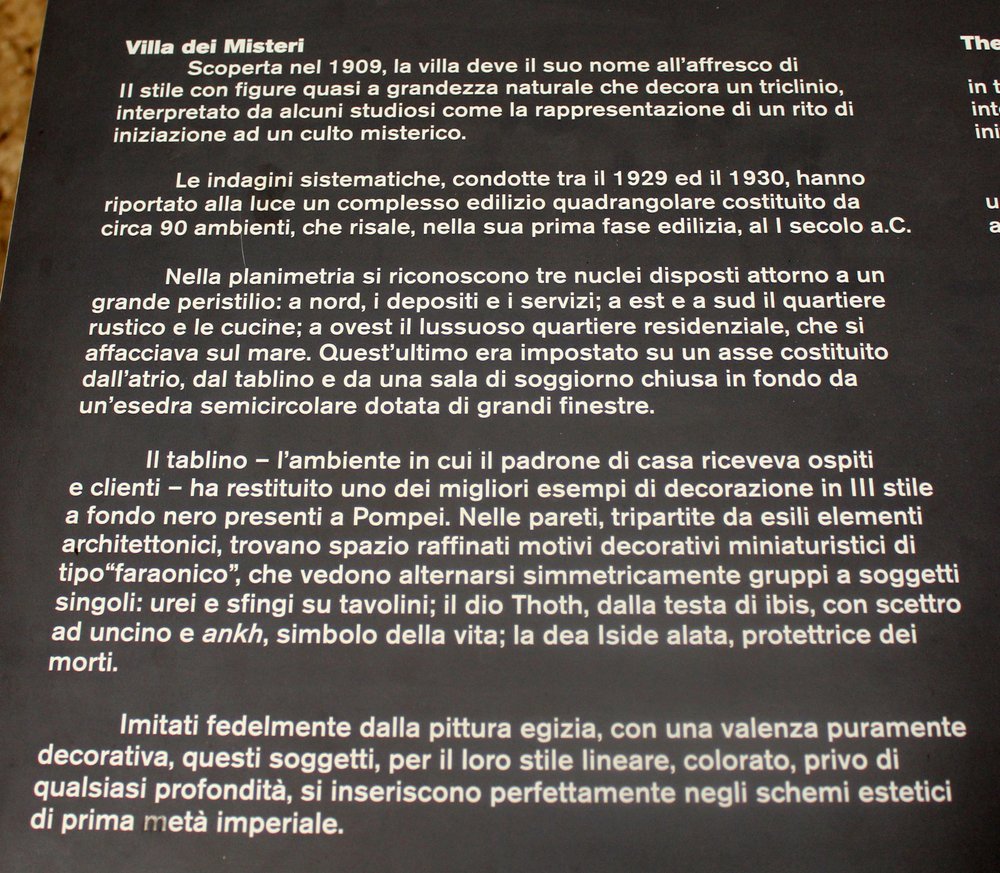 Villa dei Misteri
Scoperta nel 1909, la villa deve il suo nome all'affresco di
II stile con figure quasi a grandezza naturale che decora un triclinio,
interpretato da alcuni studiosi come la rappresentazione di un rito di
iniziazione ad un culto misterico.
Le indagini sistematiche, condotte tra il 1929 ed il 1930, hanno
riportato alla luce un complesso edilizio quadrangolare costituito da
circa 90 ambienti, che risale, nella sua prima fase edilizia, al I secolo a.C.
Nella planimetria si riconoscono tre nuclei disposti attorno a un
grande peristilio: a nord, i depositi e i servizi; a est e a sud il quartiere
rustico e le cucine; a ovest il lussuoso quartiere residenziale, che si
affacciava sul mare. Quest'ultimo era impostato su un asse costituito
dall'atrio, dal tablino e da una sala di soggiorno chiusa in fondo da
un'esedra semicircolare dotata di grandi finestre.
Il tablino – l'ambiente in cui il padrone di casa riceveva ospiti
e clienti – ha restituito uno dei migliori esempi di decorazione in III stile
a fondo nero presenti a Pompei. Nelle pareti, tripartite da esili elementi
architettonici, trovano spazio raffinati motivi decorativi miniaturistici di
tipo“faraonico”, che vedono alternarsi simmetricamente gruppi a soggetti
singoli: urei e sfingi su tavolini; il dio Thoth, dalla testa di ibis, con scettro
ad uncino e ankh, simbolo della vita; la dea Iside alata, protettrice dei
morti.
Imitati fedelmente dalla pittura egizia, con una valenza puramente
decorativa, questi soggetti, per il loro stile lineare, colorato, privo di
qualsiasi profondità, si inseriscono perfettamente negli schemi estetici
di prima metà imperiale.
The
in